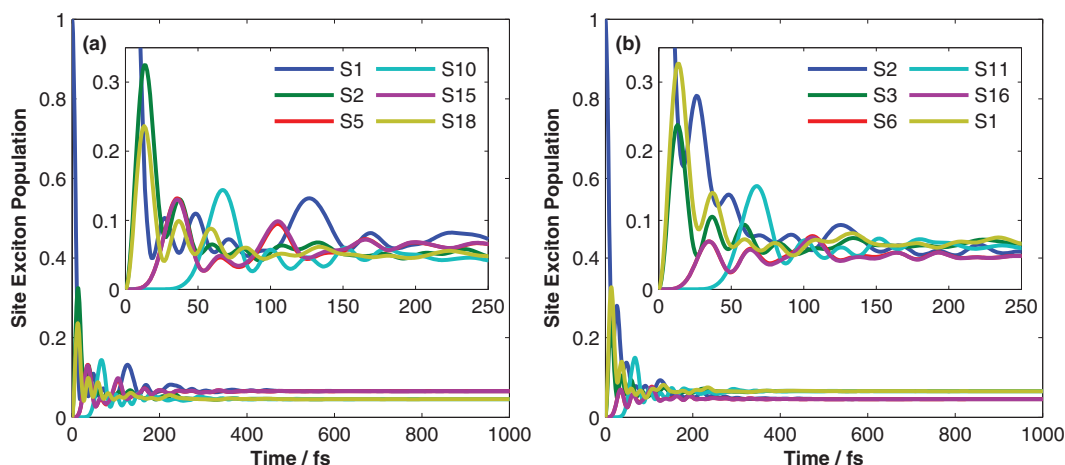 (a)
Site Exciton Population
1
0.8
0.6
0.4
0.2
0
0.3
0.2
0.1
0
S1 S10
S2 S15
S5 S18
0 50 100 150 200 250
0 200 400 600 800 1000
Time / fs
(b)
Site Exciton Population
1
0.8
0.6
0.4
0.2
0
0.3
0.2
0.1
0
S2 S11
S3 S16
S6 S1
0 50 100 150 200 250
0 200 400 600 800 1000
Time / fs